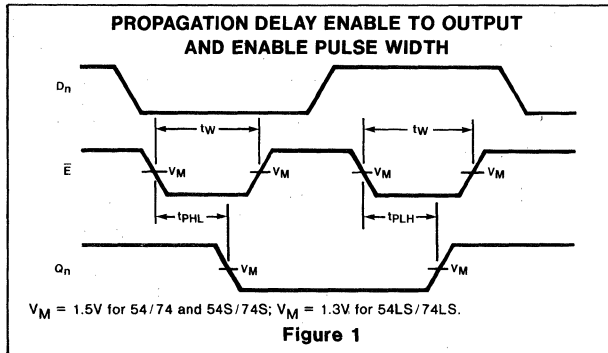 PROPAGATION DELAY ENABLE TO OUTPUT
AND ENABLE PULSE WIDTH
Dn
tW tW
E̅ VM VM VM VM
tPHL tPLH
Qn VM VM
VM = 1.5V for 54/74 and 54S/74S; VM = 1.3V for 54LS/74LS.
Figure 1